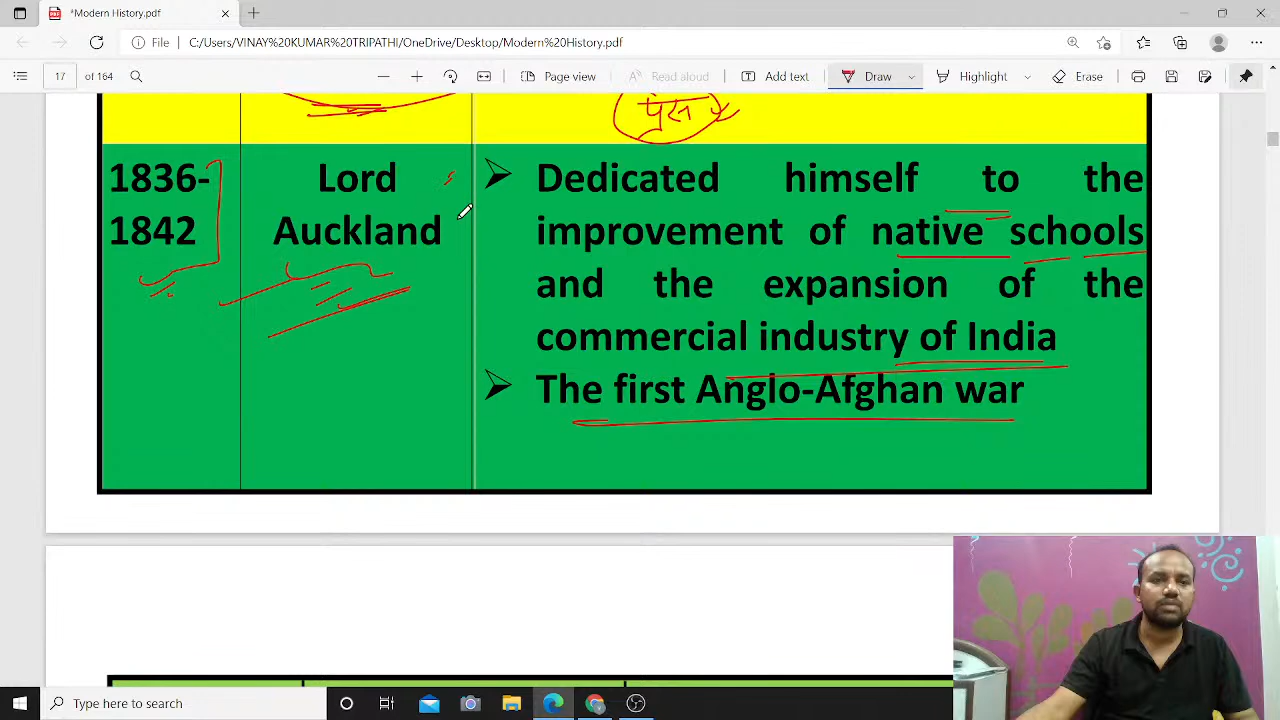 *Modern History.pdf
File
C:/Users/VINAY%20KUMAR%20TRIPATHI/OneDrive/Desktop/Modern%20History.pdf
17 of 164
Page view
Read aloud
Add text
Draw
Highlight
Erase
प्रेस
1836-
1842
Lord
Auckland
Dedicated himself to the
improvement of native schools
and the expansion of the
commercial industry of India
The first Anglo-Afghan war
Type here to search